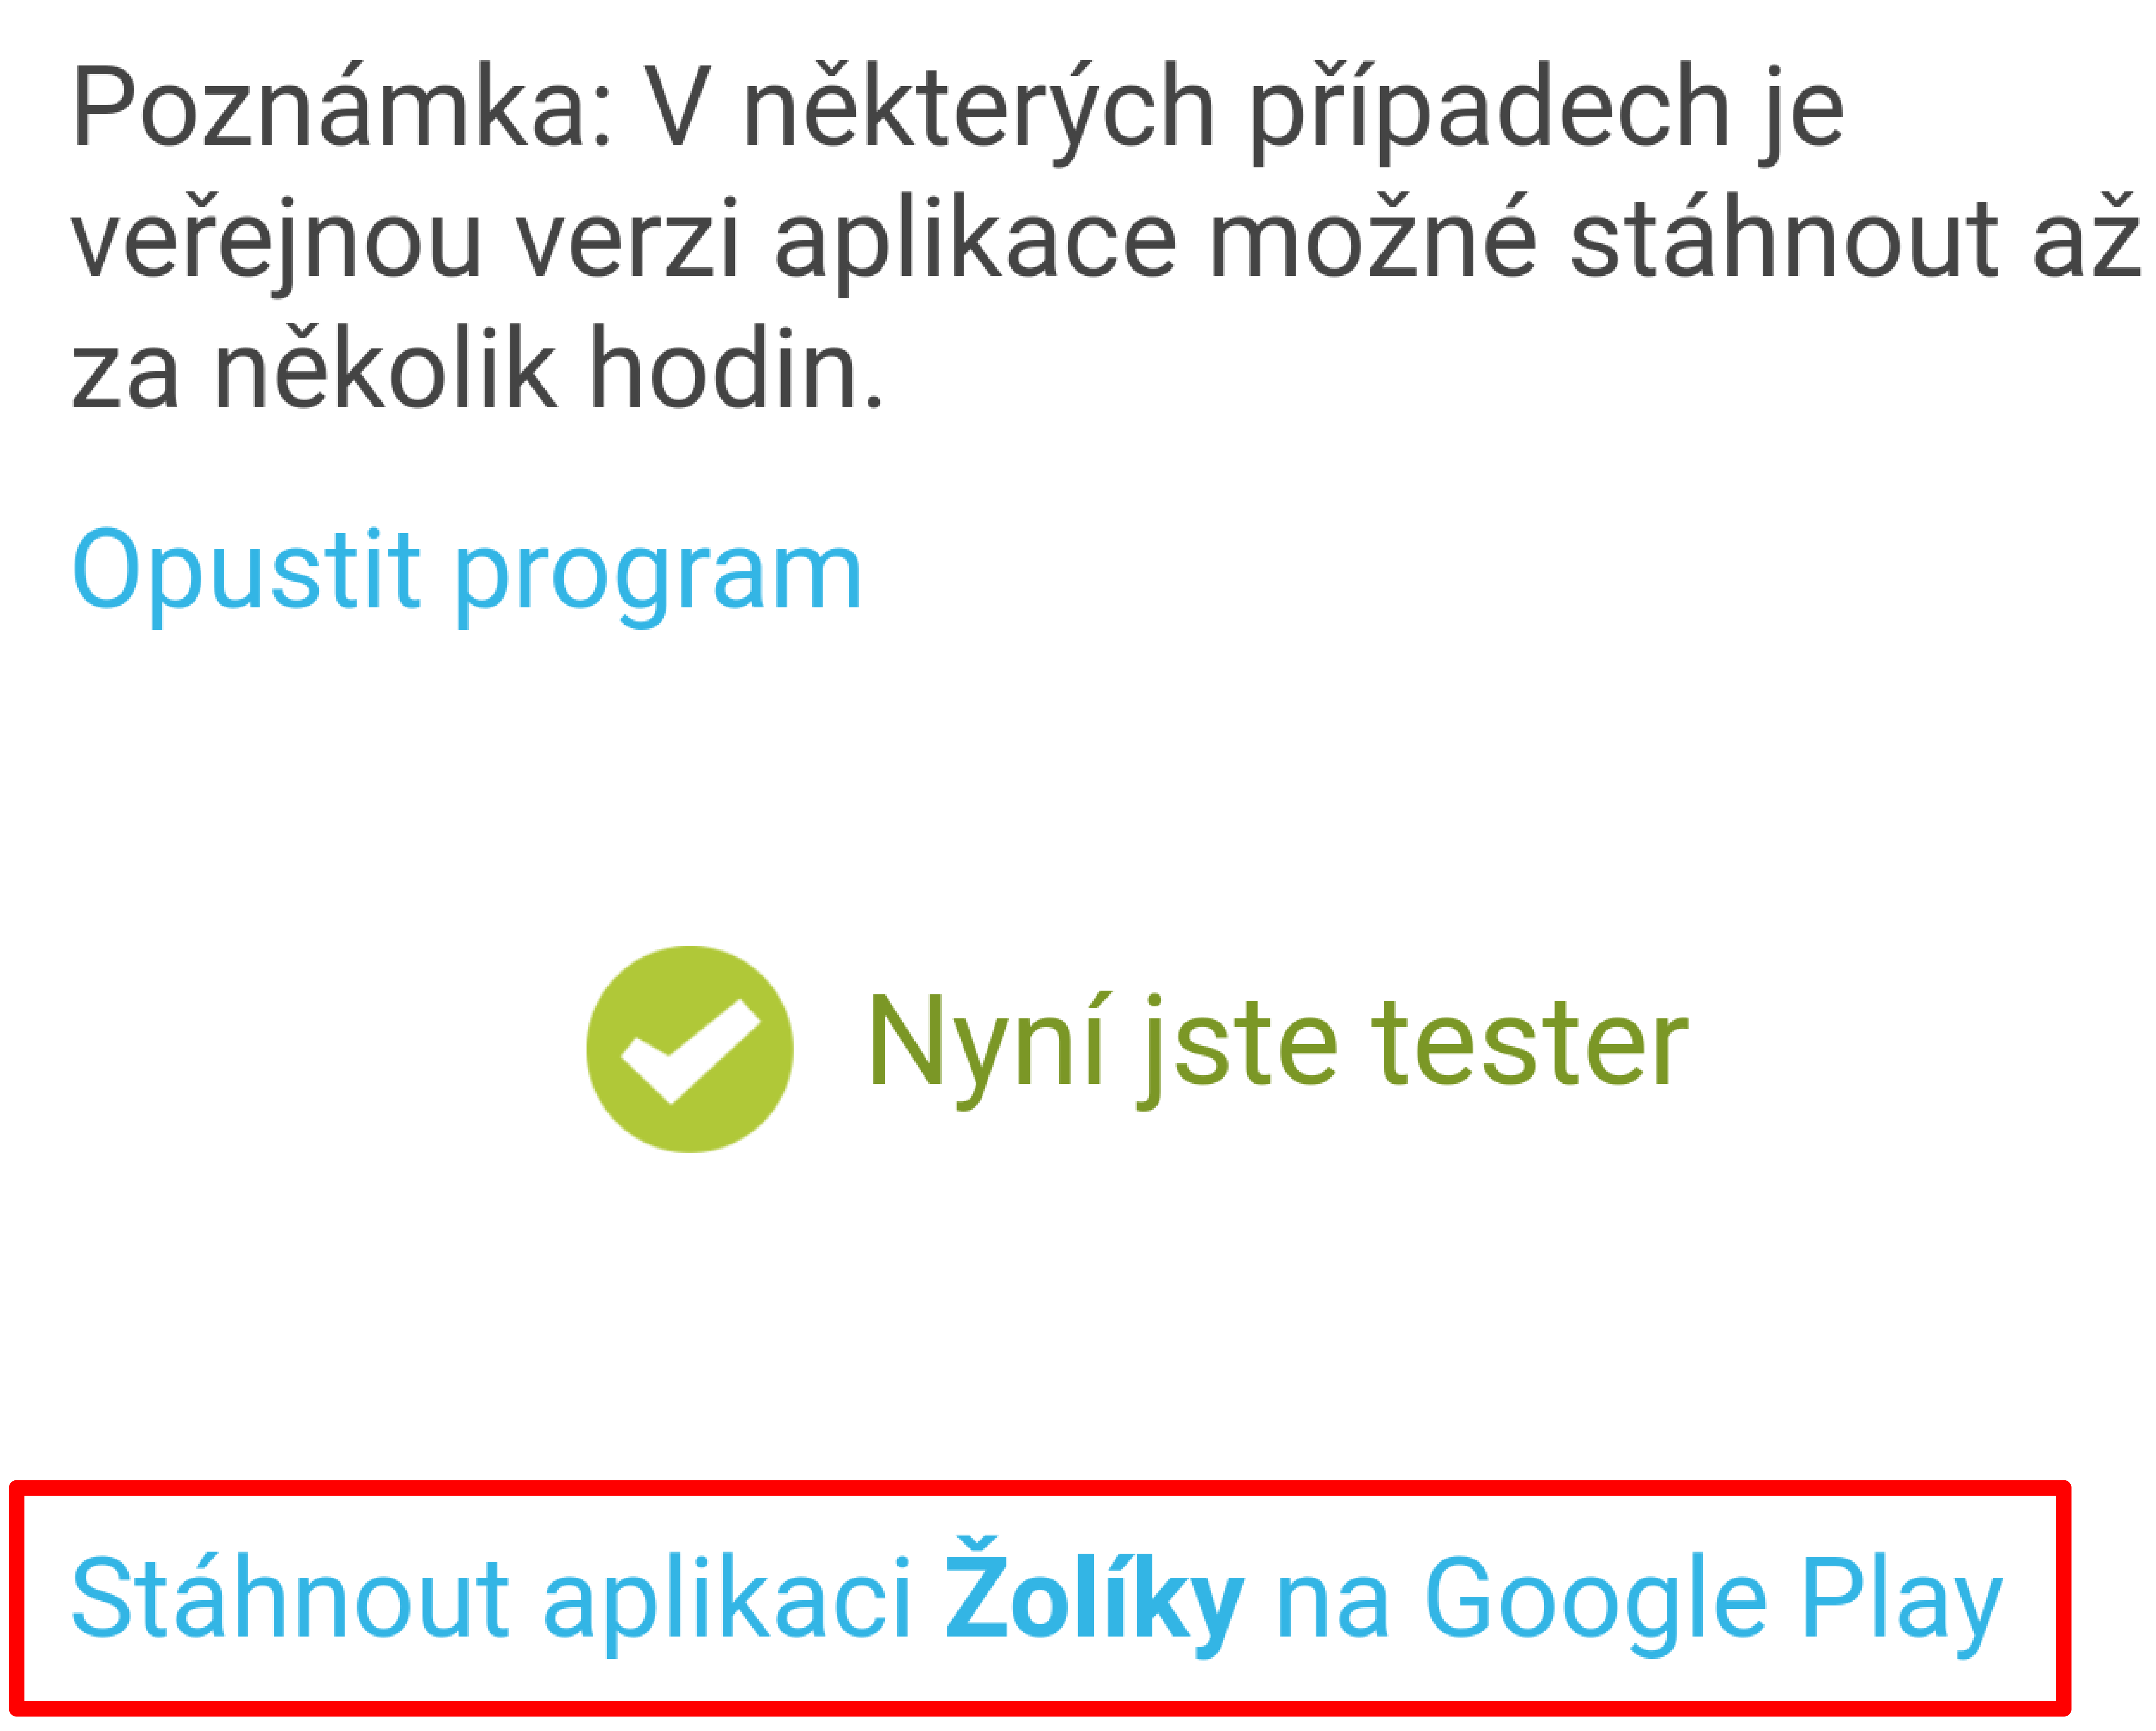 Poznámka: V některých případech je
veřejnou verzi aplikace možné stáhnout až
za několik hodin.
Opustit program
Nyní jste tester
Stáhnout aplikaci Žolíky na Google Play